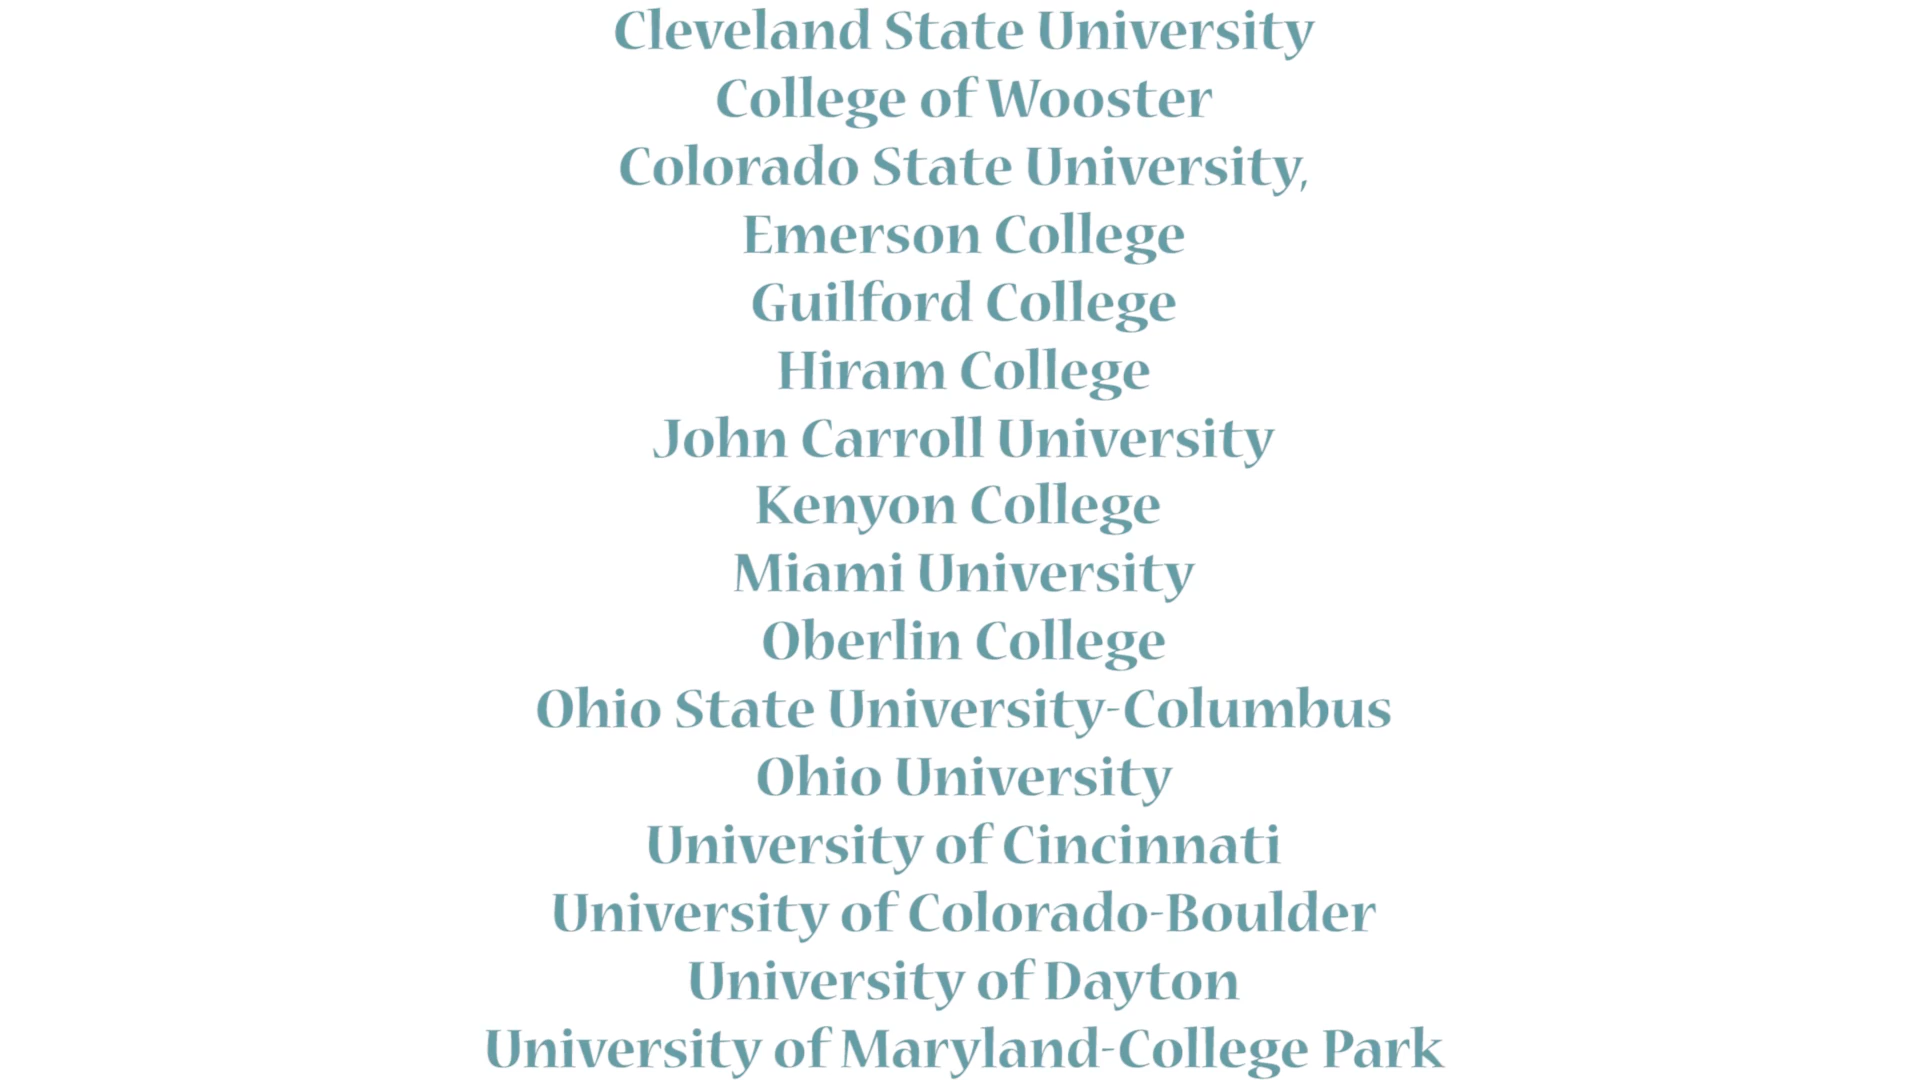 Cleveland State University
College of Wooster
Colorado State University,
Emerson College
Guilford College
Hiram College
John Carroll University
Kenyon College
Miami University
Oberlin College
Ohio State University-Columbus
Ohio University
University of Cincinnati
University of Colorado-Boulder
University of Dayton
University of Maryland-College Park